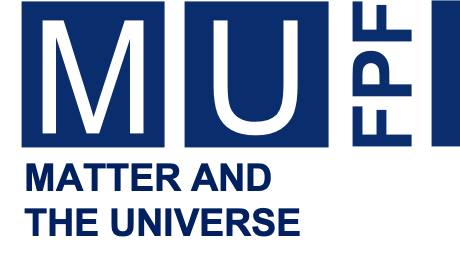 MU
FPF
MATTER AND
THE UNIVERSE